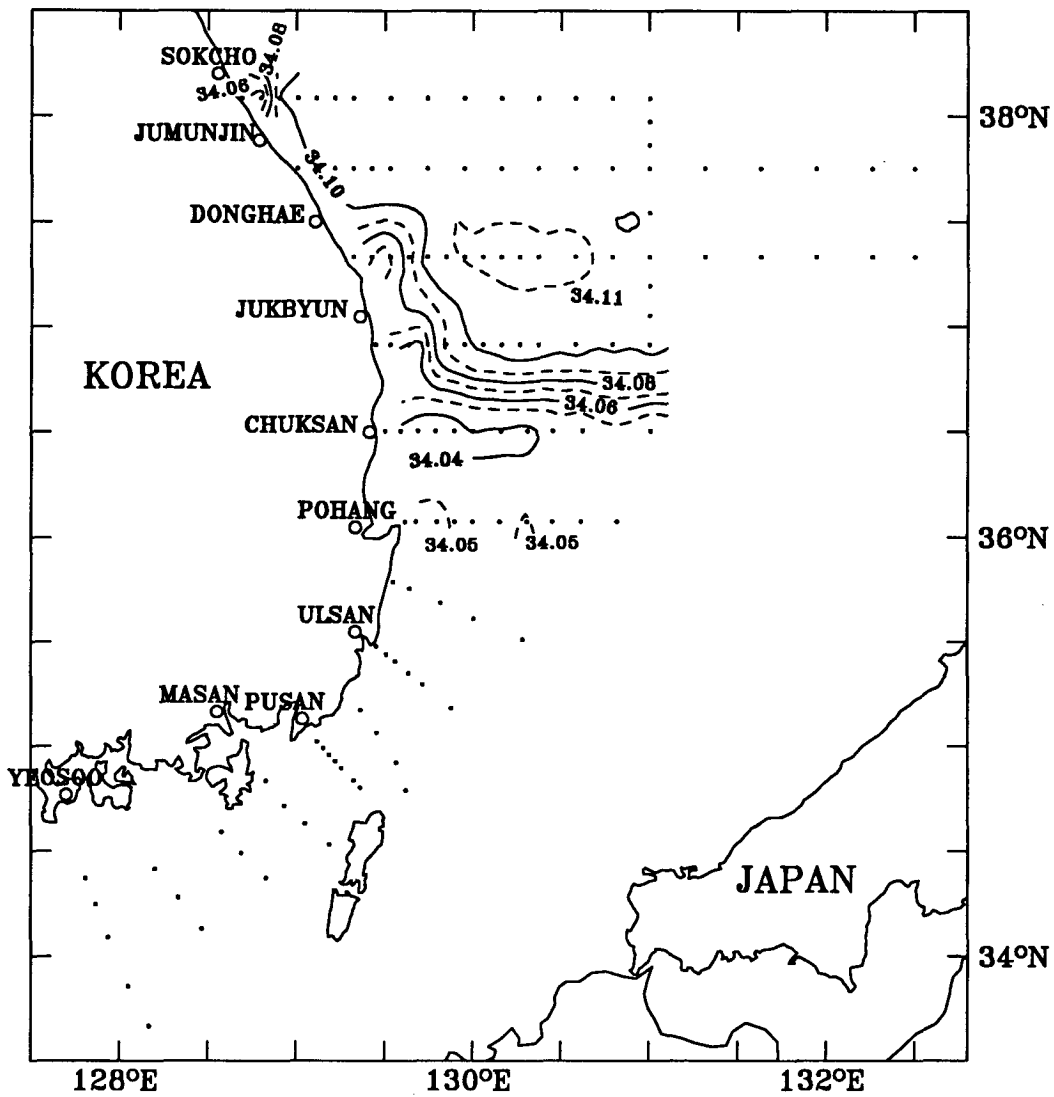 34.08
SOKCHO
34.06
38°N
JUMUNJIN
34.10
DONGHAE
34.11
JUKBYUN
KOREA
34.08
34.06
CHUKSAN
34.04
POHANG
34.05
34.05
36°N
ULSAN
MASAN
PUSAN
YEOSOO
JAPAN
34°N
128°E
130°E
132°E